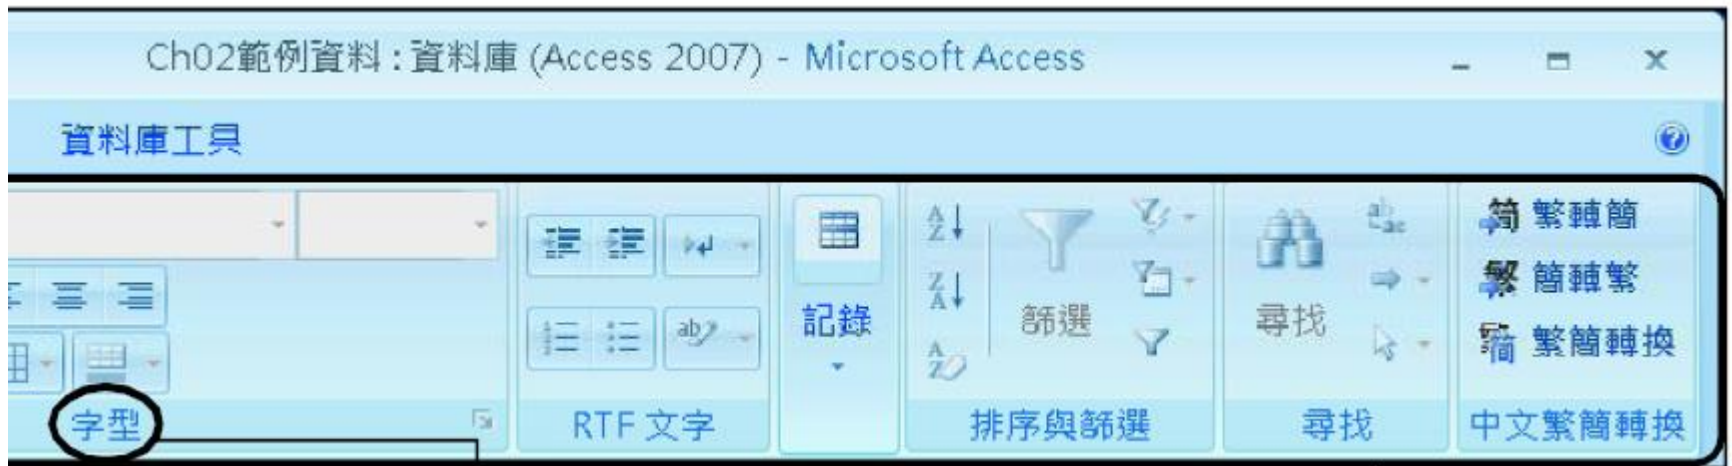 Ch02範例資料 : 資料庫 (Access 2007) - Microsoft Access
資料庫工具
記錄
篩選
尋找
繁轉簡
簡轉繁
繁簡轉換
字型
RTF 文字
排序與篩選
尋找
中文繁簡轉換